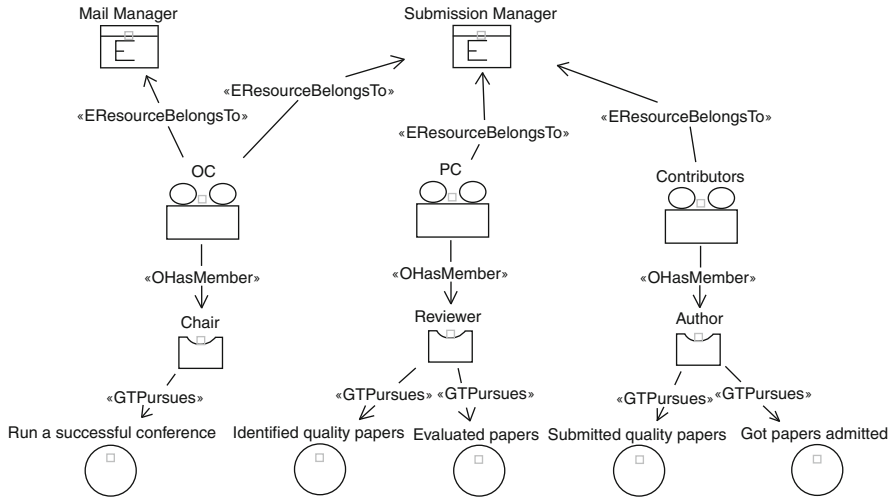 Mail Manager
Submission Manager
E
E
«EResourceBelongsTo»
«EResourceBelongsTo»
«EResourceBelongsTo»
«EResourceBelongsTo»
OC
PC
Contributors
«OHasMember»
«OHasMember»
«OHasMember»
Chair
Reviewer
Author
«GTPursues»
«GTPursues»
«GTPursues»
«GTPursues»
«GTPursues»
Run a successful conference
Identified quality papers
Evaluated papers
Submitted quality papers
Got papers admitted